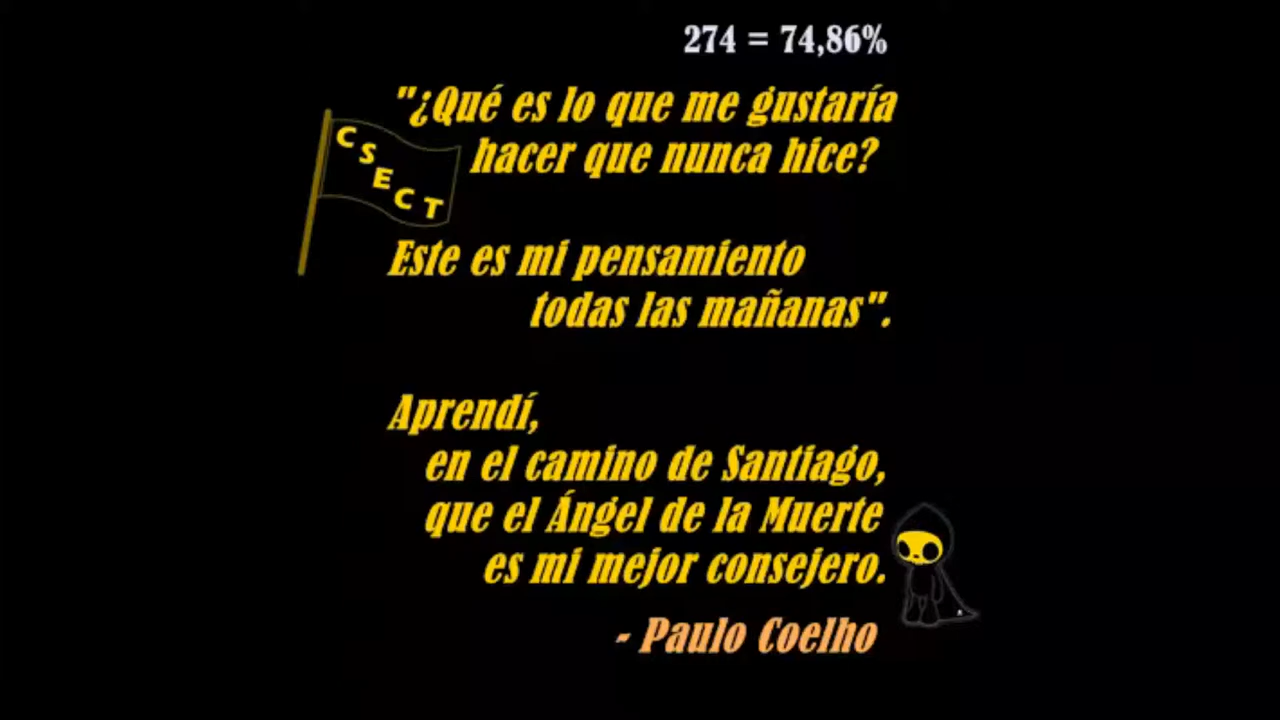 274 = 74,86%
"¿Qué es lo que me gustaría
hacer que nunca hice?
CSECT
Este es mi pensamiento
todas las mañanas".
Aprendí,
en el camino de Santiago,
que el Ángel de la Muerte
es mi mejor consejero.
- Paulo Coelho